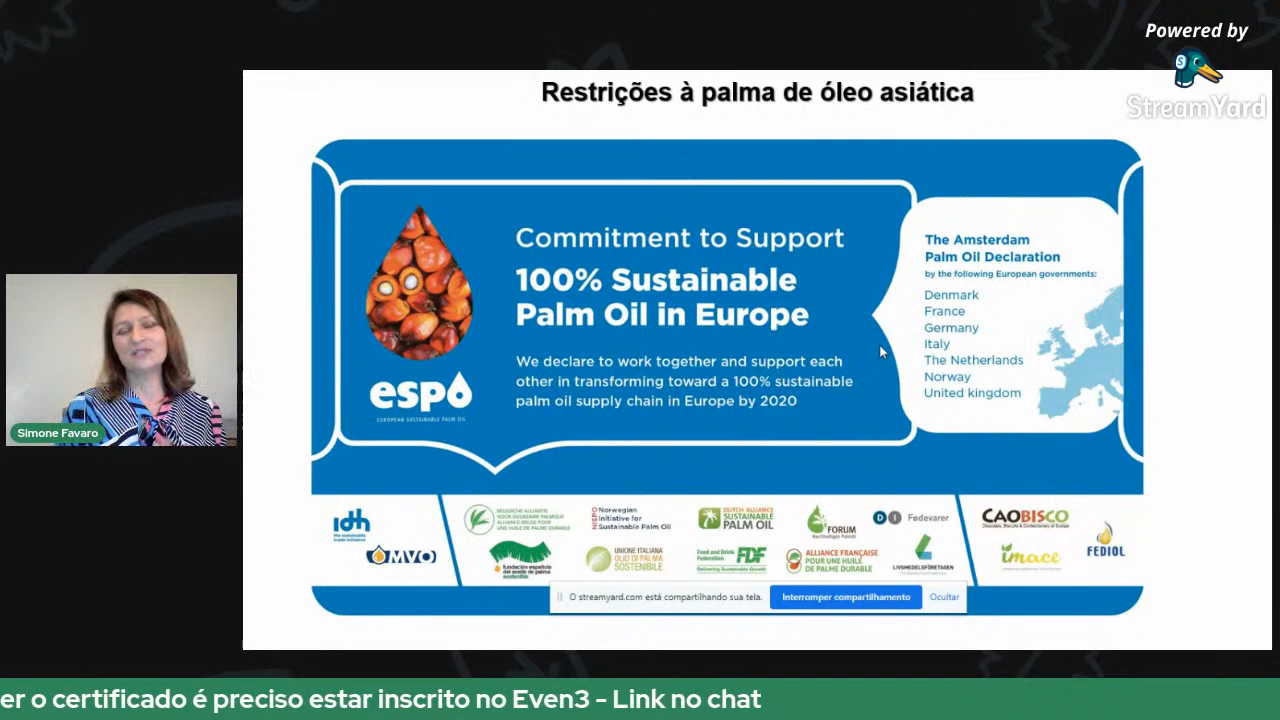 Powered by
StreamYard
Restrições à palma de óleo asiática
Commitment to Support
100% Sustainable
Palm Oil in Europe
We declare to work together and support each
other in transforming toward a 100% sustainable
palm oil supply chain in Europe by 2020
espo
EUROPEAN SUSTAINABLE PALM OIL
The Amsterdam
Palm Oil Declaration
by the following European governments:
Denmark
France
Germany
Italy
The Netherlands
Norway
United kingdom
Simone Favaro
idh
the sustainable
trade initiative
MVO
Norwegian
Initiative for
Sustainable Palm Oil
DUTCH ALLIANCE
SUSTAINABLE
PALM OIL
FORUM
Nachhaltiges Palmöl
DI Fødevarer
fundación española
del aceite de palma
sostenible
UNIONE ITALIANA
OLIO DI PALMA
SOSTENIBILE
Food and Drink
Federation
FDF
Delivering Sustainable Growth
ALLIANCE FRANÇAISE
POUR UNE HUILE
DE PALME DURABLE
LIVSMEDELSFÖRETAGEN
CAOBISCO
imace
FEDIOL
O streamyard.com está compartilhando sua tela.
Interromper compartilhamento
Ocultar
er o certificado é preciso estar inscrito no Even3 - Link no chat